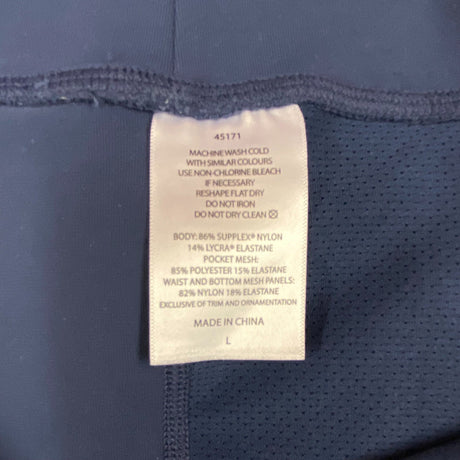 45171
MACHINE WASH COLD
WITH SIMILAR COLOURS
USE NON-CHLORINE BLEACH
IF NECESSARY
RESHAPE FLAT DRY
DO NOT IRON
DO NOT DRY CLEAN
BODY: 86% SUPPLEX® NYLON
14% LYCRA® ELASTANE
POCKET MESH:
85% POLYESTER 15% ELASTANE
WAIST AND BOTTOM MESH PANELS:
82% NYLON 18% ELASTANE
EXCLUSIVE OF TRIM AND ORNAMENTATION
MADE IN CHINA
L